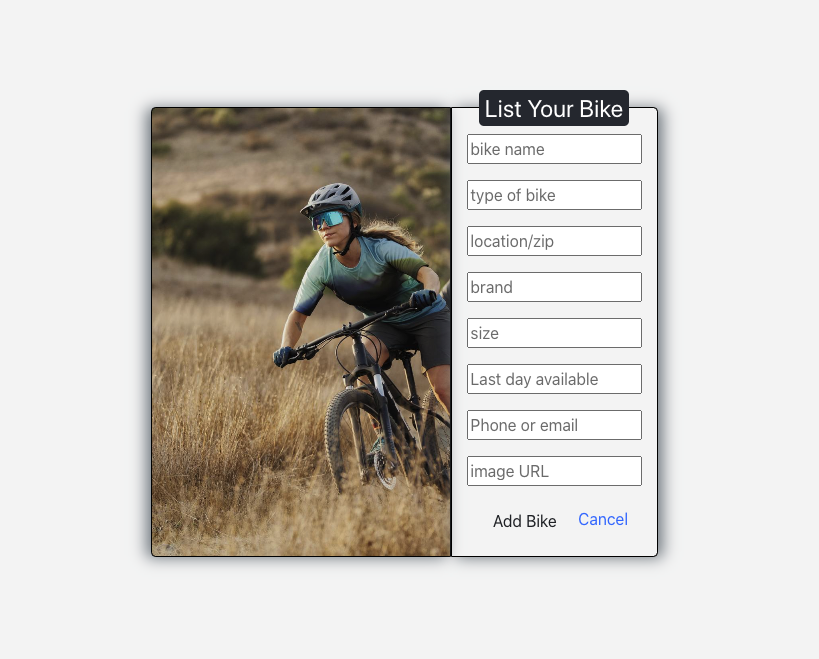 List Your Bike
bike name
type of bike
location/zip
brand
size
Last day available
Phone or email
image URL
Add Bike Cancel